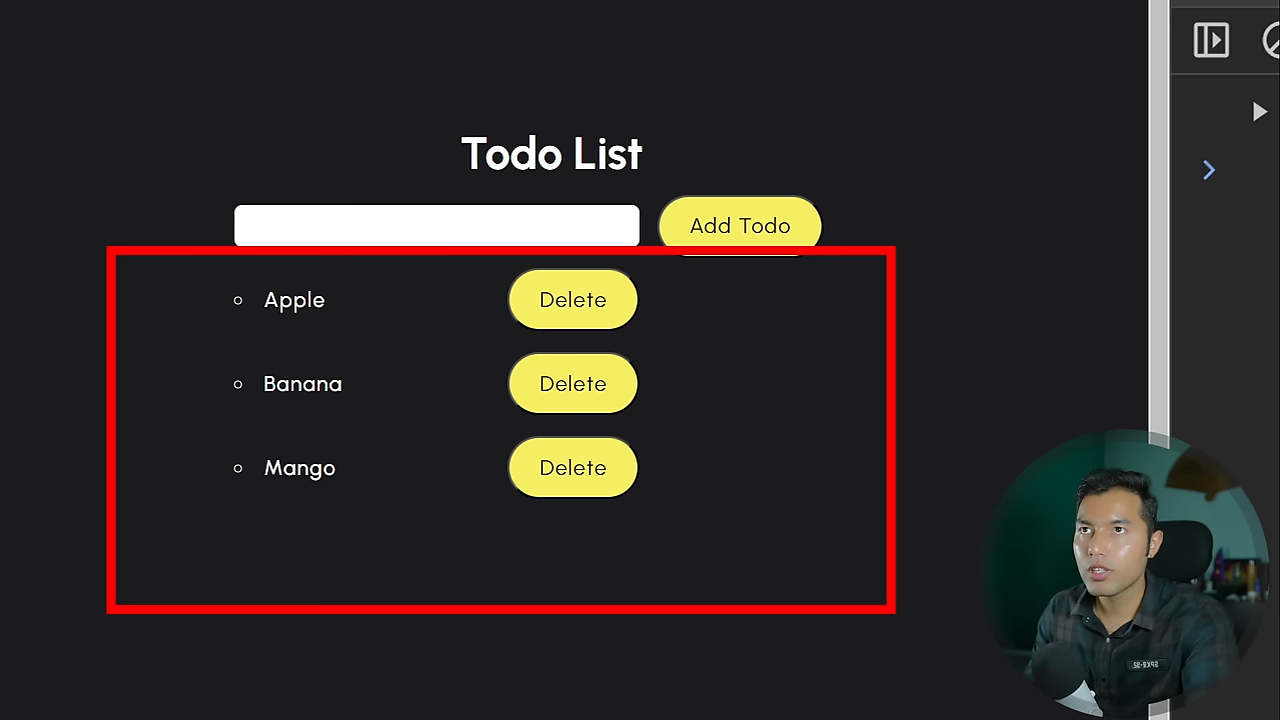 Todo List
Add Todo
Apple Delete
Banana Delete
Mango Delete